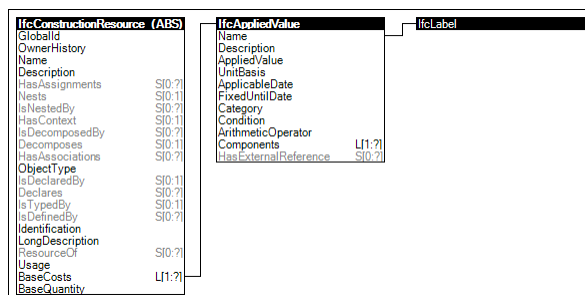 IfcConstructionResource (ABS)
GlobalId
OwnerHistory
Name
Description
HasAssignments S[0:?]
Nests S[0:1]
IsNestedBy S[0:?]
HasContext S[0:1]
IsDecomposedBy S[0:?]
Decomposes S[0:1]
HasAssociations S[0:?]
ObjectType
IsDeclaredBy S[0:1]
Declares S[0:?]
IsTypedBy S[0:1]
IsDefinedBy S[0:?]
Identification
LongDescription
ResourceOf S[0:?]
Usage
BaseCosts L[1:?]
BaseQuantity
IfcAppliedValue
Name
Description
AppliedValue
UnitBasis
ApplicableDate
FixedUntilDate
Category
Condition
ArithmeticOperator
Components L[1:?]
HasExternalReference S[0:?]
IfcLabel